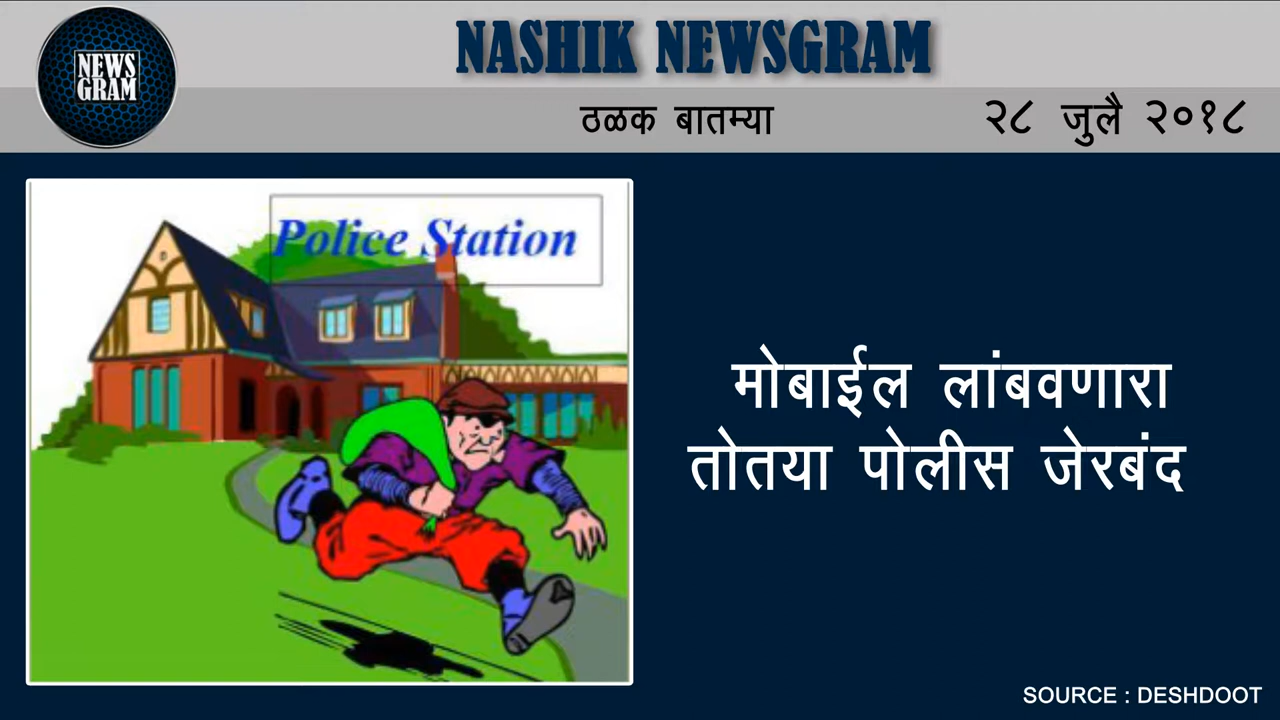 NEWS
GRAM
NASHIK NEWSGRAM
ठळक बातम्या
२८ जुलै २०१८
Police Station
मोबाईल लांबवणारा
तोतया पोलीस जेरबंद
SOURCE : DESHDOOT